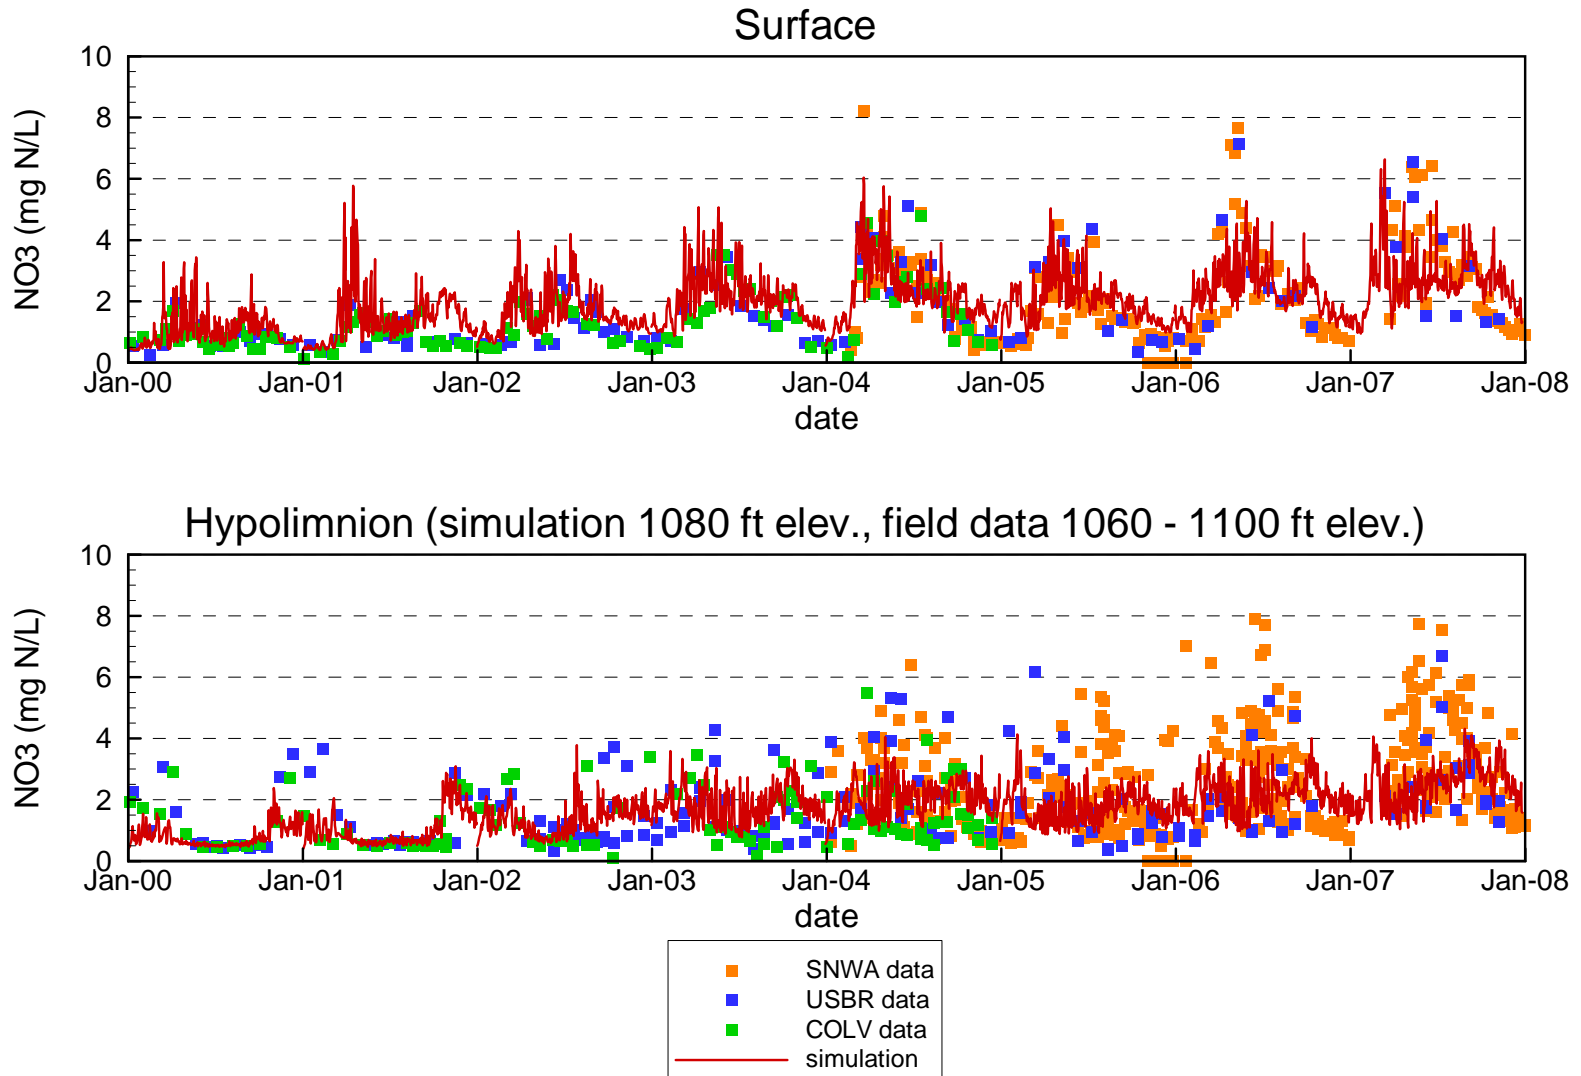 Surface
NO3 (mg N/L)
10
8
6
4
2
0
Jan-00 Jan-01 Jan-02 Jan-03 Jan-04 Jan-05 Jan-06 Jan-07 Jan-08
date
Hypolimnion (simulation 1080 ft elev., field data 1060 - 1100 ft elev.)
NO3 (mg N/L)
10
8
6
4
2
0
Jan-00 Jan-01 Jan-02 Jan-03 Jan-04 Jan-05 Jan-06 Jan-07 Jan-08
date
SNWA data
USBR data
COLV data
simulation